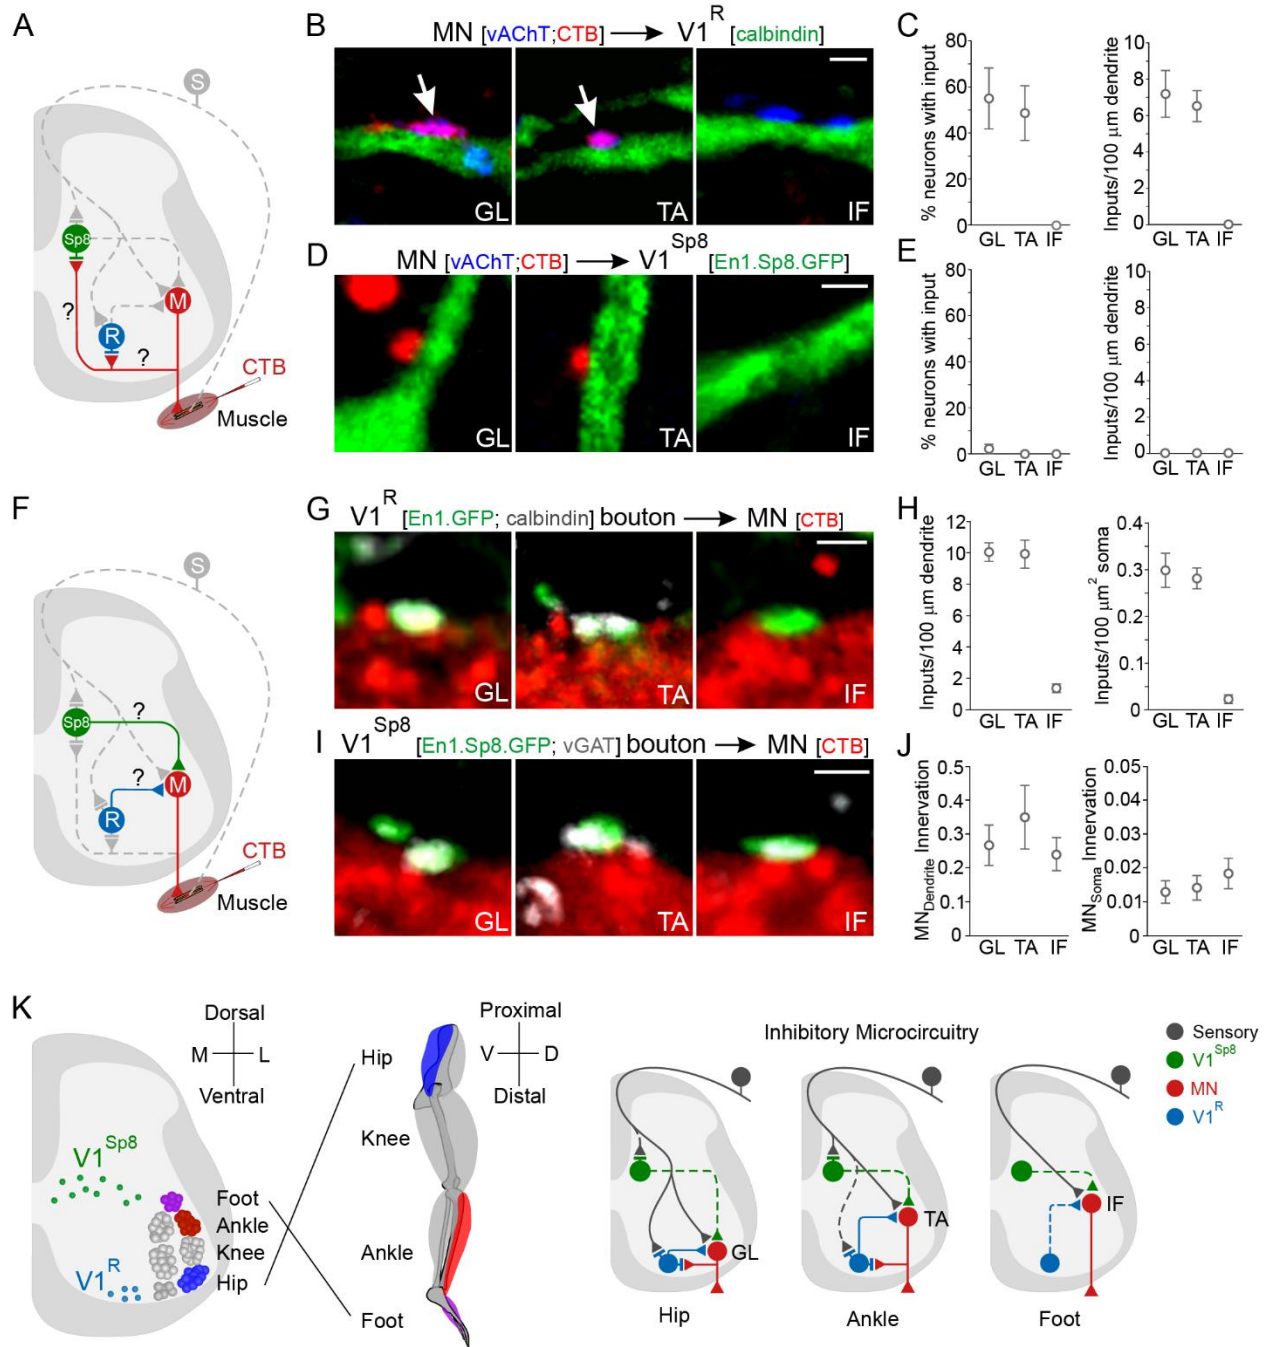 A
S
Sp8
M
?
R
?
CTB
Muscle
B
MN [vAChT;CTB] → V1R [calbindin]
GL
TA
IF
C
% neurons with input
80
60
40
20
0
GL TA IF
Inputs/100 μm dendrite
10
8
6
4
2
0
GL TA IF
D
MN [vAChT;CTB] → V1Sp8 [En1.Sp8.GFP]
GL
TA
IF
E
% neurons with input
80
60
40
20
0
GL TA IF
Inputs/100 μm dendrite
10
8
6
4
2
0
GL TA IF
F
S
Sp8
?
M
?
R
CTB
Muscle
G
V1R [En1.GFP; calbindin] bouton → MN [CTB]
GL
TA
IF
H
Inputs/100 μm dendrite
12
10
8
6
4
2
0
GL TA IF
Inputs/100 μm2 soma
0.4
0.3
0.2
0.1
0
GL TA IF
I
V1Sp8 [En1.Sp8.GFP; vGAT] bouton → MN [CTB]
GL
TA
IF
J
MNDendrite Innervation
0.5
0.4
0.3
0.2
0.1
0
GL TA IF
MNSoma Innervation
0.05
0.04
0.03
0.02
0.01
0
GL TA IF
K
Dorsal
M L
Ventral
V1Sp8
V1R
Foot
Ankle
Knee
Hip
Proximal
V D
Distal
Hip
Knee
Ankle
Foot
Inhibitory Microcircuitry
GL
Hip
TA
Ankle
IF
Foot
Sensory
V1Sp8
MN
V1R